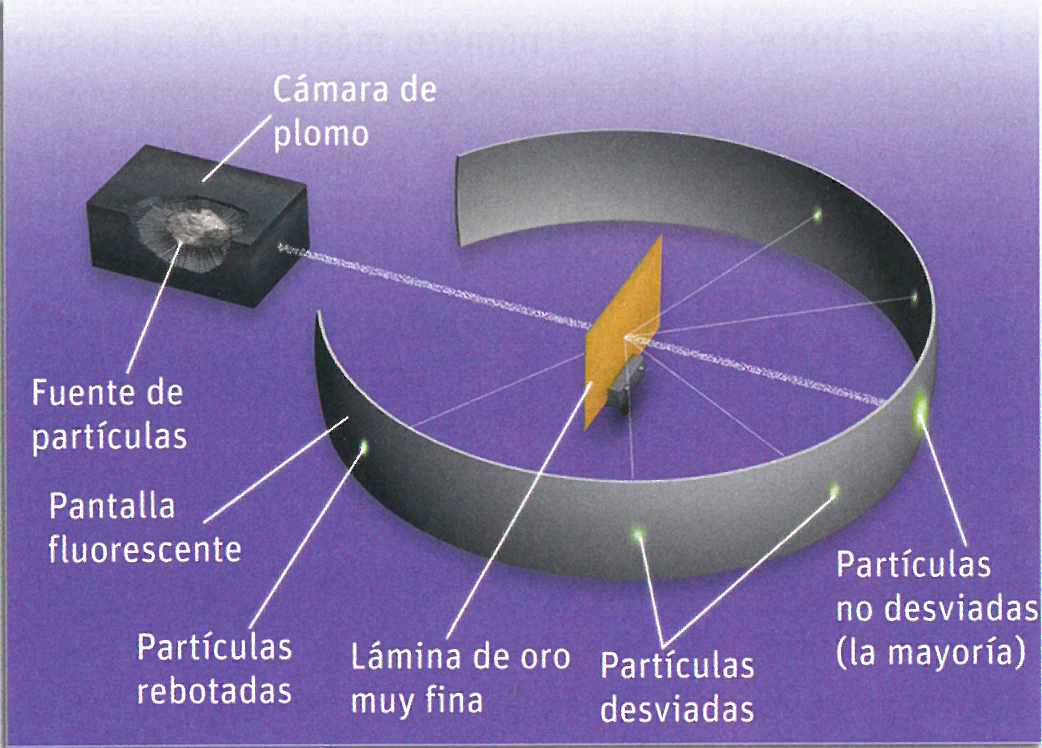 Cámara de
plomo
Fuente de
partículas
Pantalla
fluorescente
Partículas
rebotadas
Lámina de oro
muy fina
Partículas
desviadas
Partículas
no desviadas
(la mayoría)